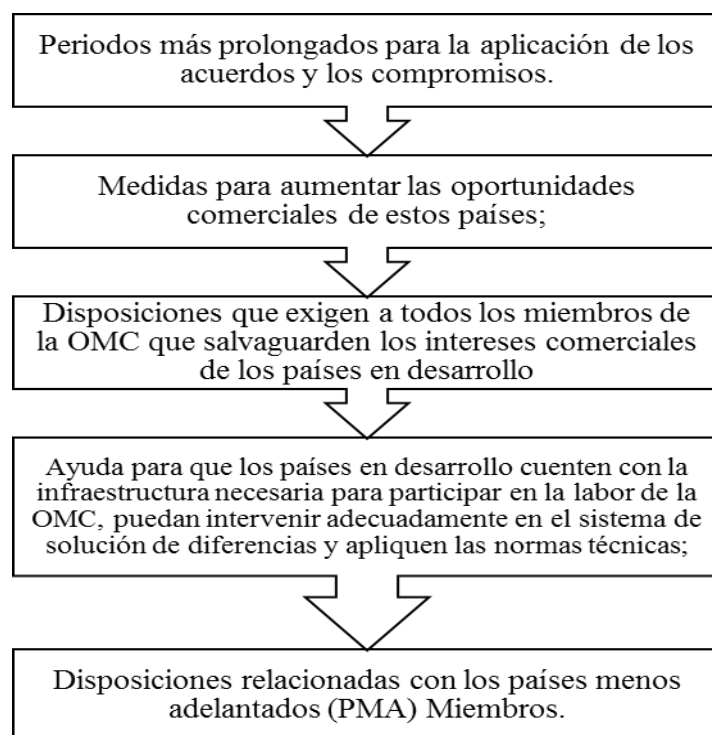 Periodos más prolongados para la aplicación de los
acuerdos y los compromisos.
Medidas para aumentar las oportunidades
comerciales de estos países;
Disposiciones que exigen a todos los miembros de
la OMC que salvaguarden los intereses comerciales
de los países en desarrollo
Ayuda para que los países en desarrollo cuenten con la
infraestructura necesaria para participar en la labor de la
OMC, puedan intervenir adecuadamente en el sistema de
solución de diferencias y apliquen las normas técnicas;
Disposiciones relacionadas con los países menos
adelantados (PMA) Miembros.